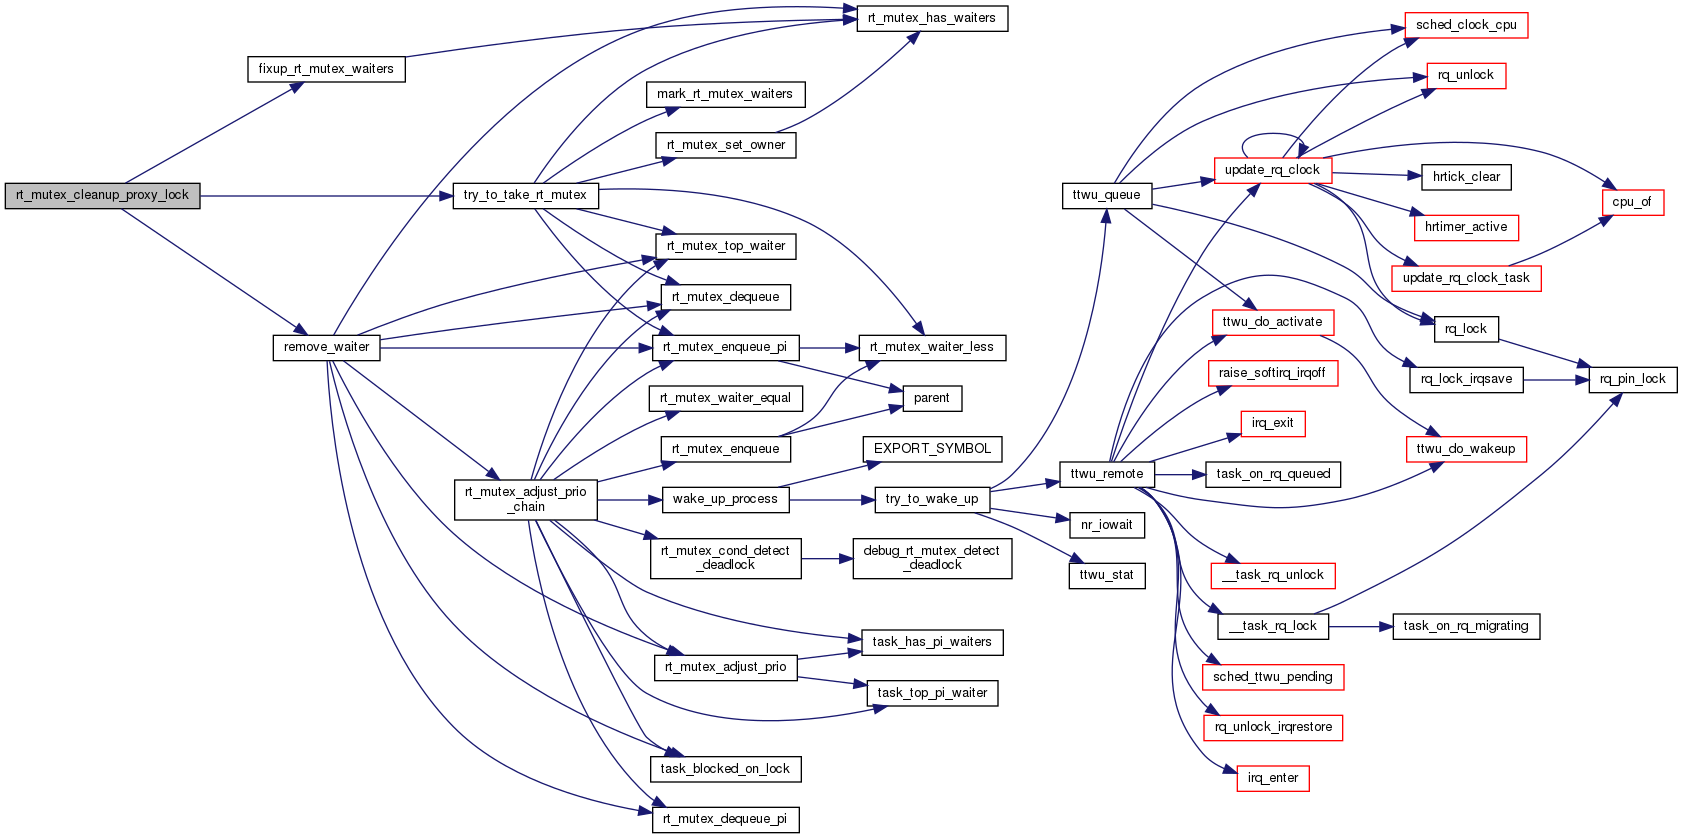 rt_mutex_cleanup_proxy_lock
fixup_rt_mutex_waiters
try_to_take_rt_mutex
remove_waiter
rt_mutex_adjust_prio
_chain
rt_mutex_has_waiters
mark_rt_mutex_waiters
rt_mutex_set_owner
rt_mutex_top_waiter
rt_mutex_dequeue
rt_mutex_enqueue_pi
rt_mutex_waiter_equal
rt_mutex_enqueue
wake_up_process
rt_mutex_cond_detect
_deadlock
rt_mutex_adjust_prio
task_blocked_on_lock
rt_mutex_dequeue_pi
rt_mutex_waiter_less
parent
EXPORT_SYMBOL
try_to_wake_up
debug_rt_mutex_detect
_deadlock
task_has_pi_waiters
task_top_pi_waiter
ttwu_queue
ttwu_remote
nr_iowait
ttwu_stat
update_rq_clock
ttwu_do_activate
raise_softirq_irqoff
irq_exit
task_on_rq_queued
__task_rq_unlock
__task_rq_lock
sched_ttwu_pending
rq_unlock_irqrestore
irq_enter
sched_clock_cpu
rq_unlock
hrtick_clear
hrtimer_active
update_rq_clock_task
rq_lock
rq_lock_irqsave
ttwu_do_wakeup
task_on_rq_migrating
cpu_of
rq_pin_lock